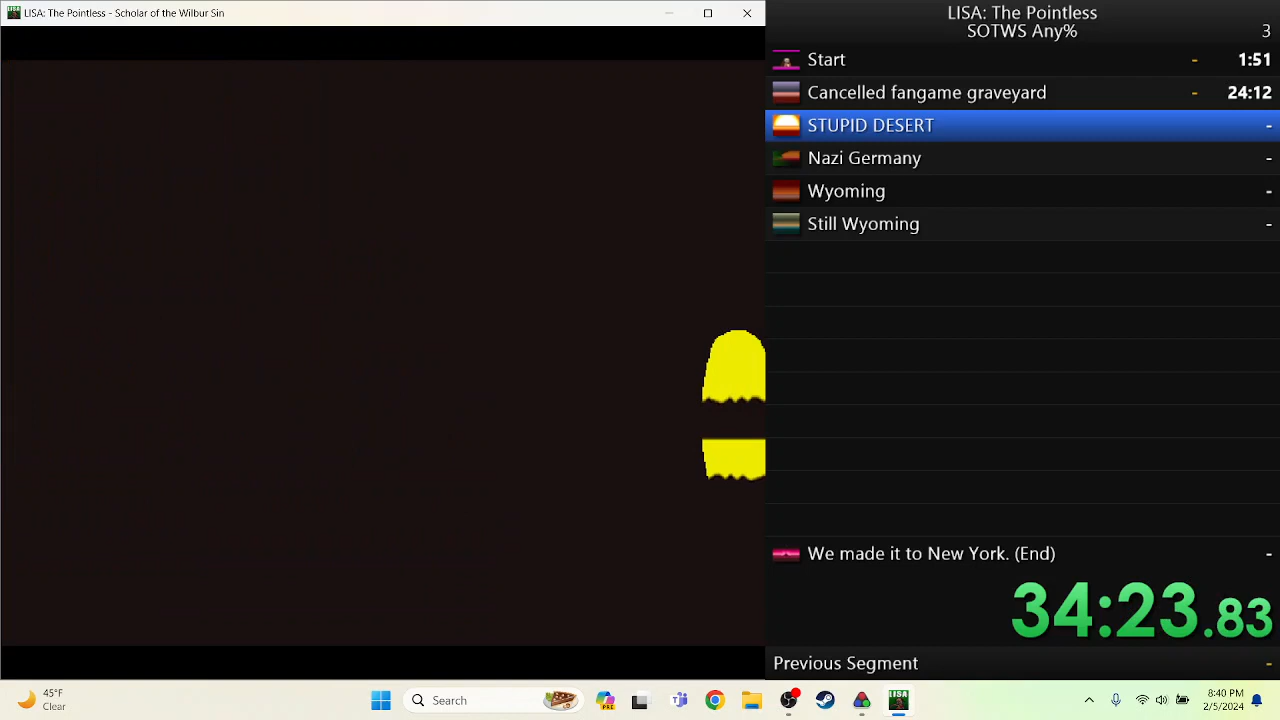 LISA: The Pointless - Scholar of the Wilbur Sin
LISA: The Pointless
SOTWS Any%
3
Start - 1:51
Cancelled fangame graveyard - 24:12
STUPID DESERT -
Nazi Germany -
Wyoming -
Still Wyoming -
We made it to New York. (End) -
34:23.83
Previous Segment -
45°F
Clear
Search
PRE
LISA
8:40 PM
2/5/2024